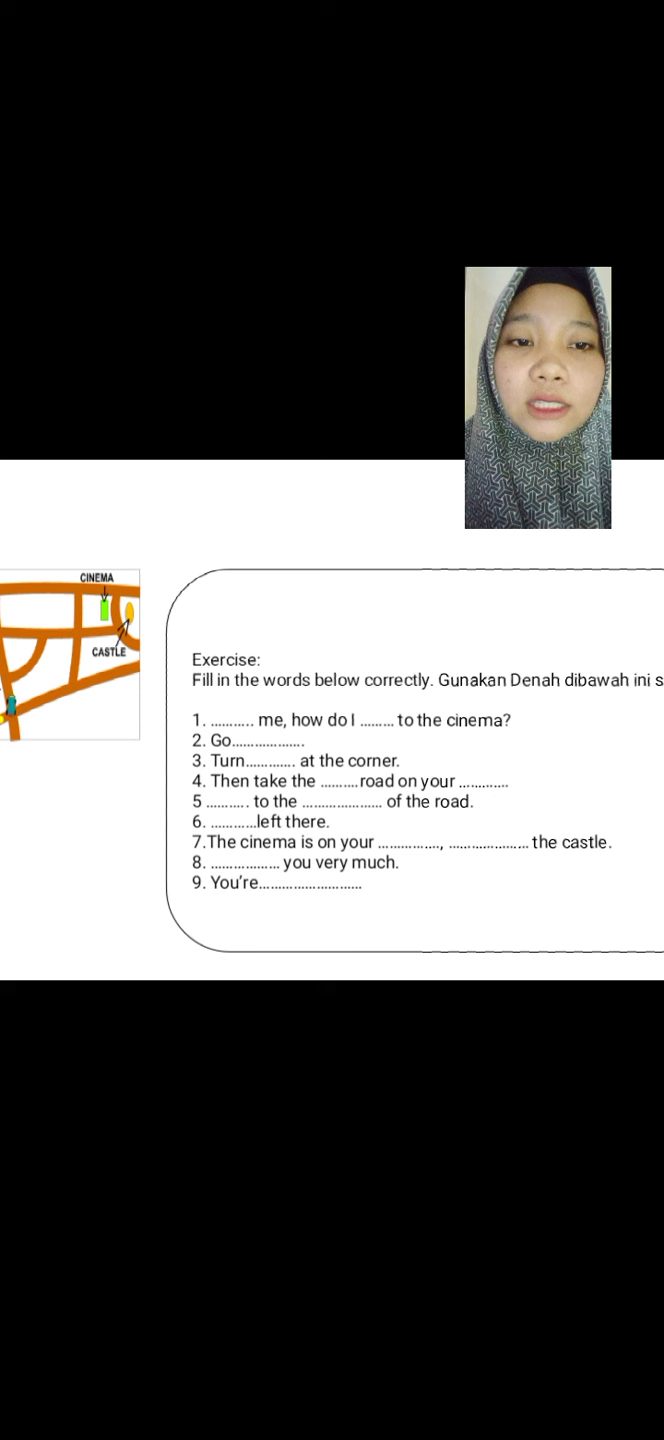 CINEMA
CASTLE
Exercise:
Fill in the words below correctly. Gunakan Denah dibawah ini s
1. ........... me, how do I ......... to the cinema?
2. Go...................
3. Turn............. at the corner.
4. Then take the ..........road on your .............
5 ........... to the ..................... of the road.
6. ............left there.
7.The cinema is on your ................, ..................... the castle.
8. .................. you very much.
9. You're...........................